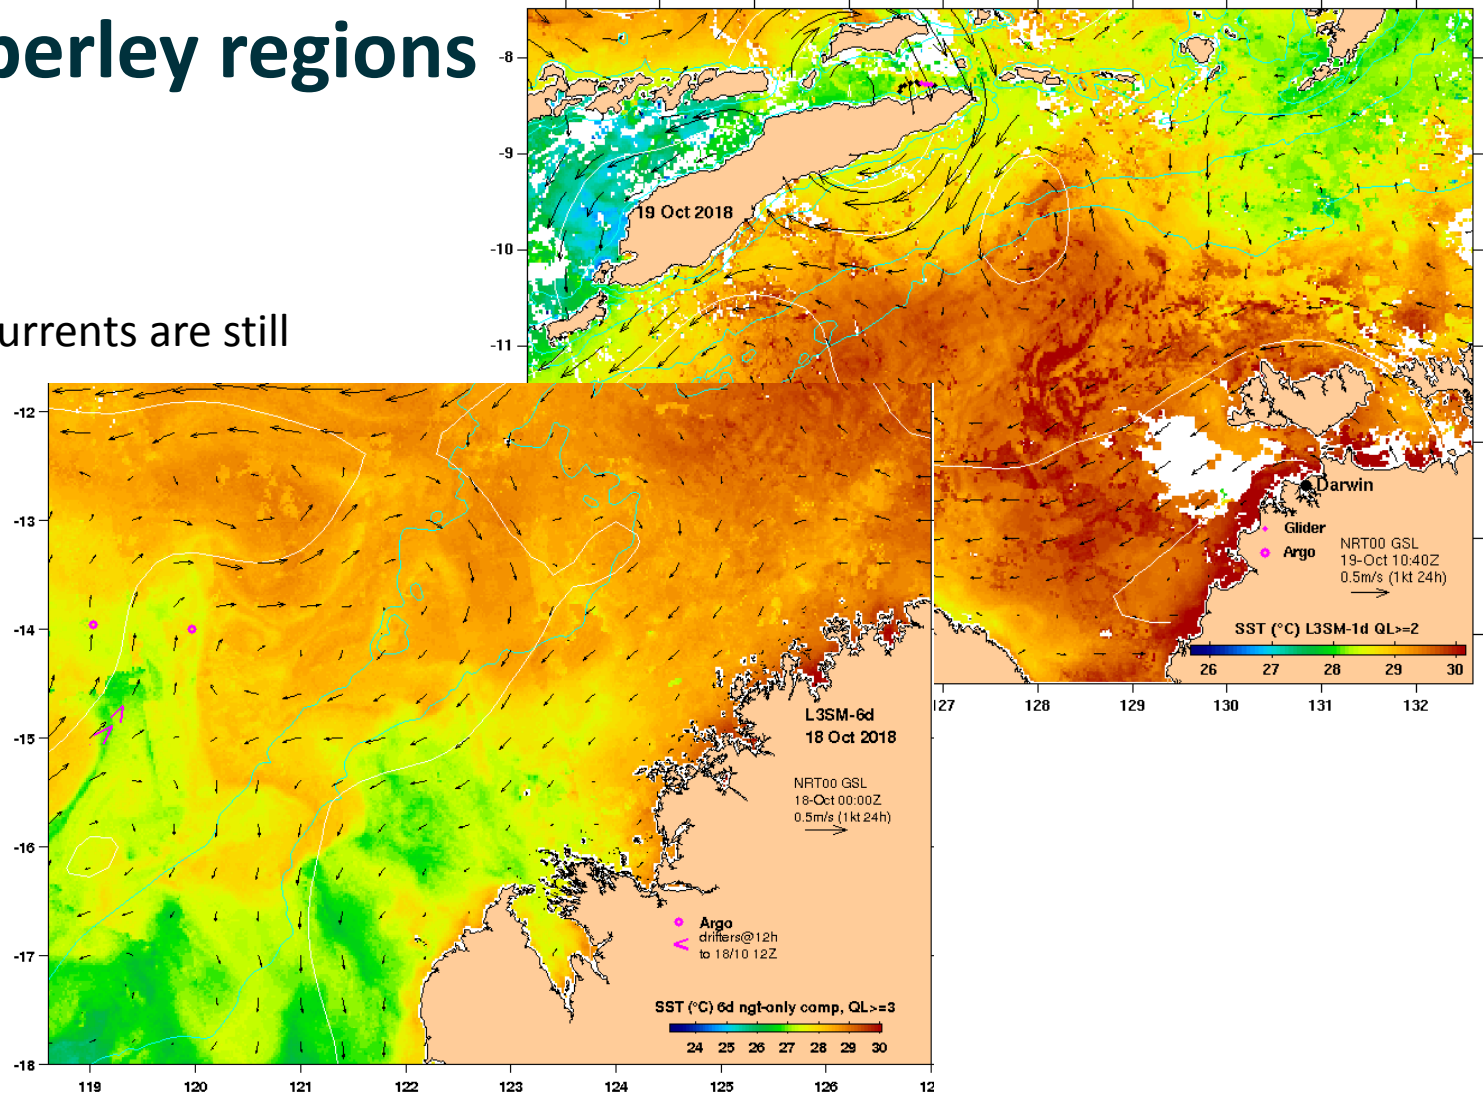 perley regions
urrents are still
-8
-9
-10
-11
19 Oct 2018
Darwin
Glider
Argo
NRT00 GSL
19-Oct 10:40Z
0.5m/s (1kt 24h)
SST (°C) L3SM-1d QL>=2
26 27 28 29 30
27 128 129 130 131 132
-12
-13
-14
-15
-16
-17
-18
L3SM-6d
18 Oct 2018
NRT00 GSL
18-Oct 00:00Z
0.5m/s (1kt 24h)
Argo
drifters@12h
to 18/10 12Z
SST (°C) 6d ngt-only comp, QL>=3
24 25 26 27 28 29 30
119 120 121 122 123 124 125 126 12